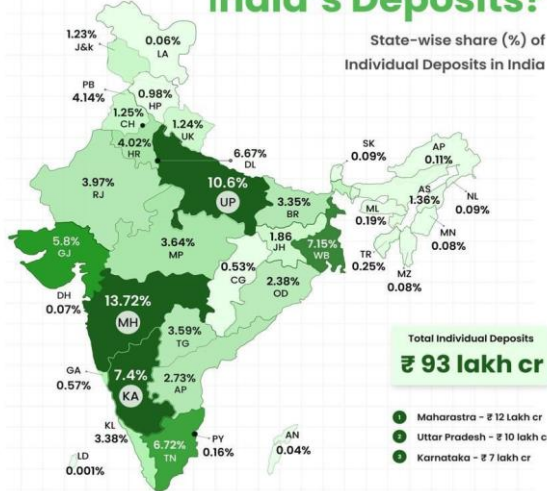 India's Deposits?
State-wise share (%) of
Individual Deposits in India
1.23%
J&k
0.06%
LA
PB
4.14%
0.98%
HP
1.25%
CH
1.24%
UK
4.02%
HR
6.67%
DL
SK
0.09%
AP
0.11%
3.97%
RJ
10.6%
UP
3.35%
BR
AS
1.36%
NL
0.09%
ML
0.19%
MN
0.08%
5.8%
GJ
3.64%
MP
1.86
JH
7.15%
WB
TR
0.25%
MZ
0.08%
0.53%
CG
2.38%
OD
DH
0.07%
13.72%
MH
3.59%
TG
Total Individual Deposits
₹ 93 lakh cr
GA
0.57%
7.4%
KA
2.73%
AP
1 Maharastra - ₹ 12 Lakh cr
2 Uttar Pradesh - ₹ 10 lakh c
3 Karnataka - ₹ 7 lakh cr
KL
3.38%
6.72%
TN
PY
0.16%
AN
0.04%
LD
0.001%